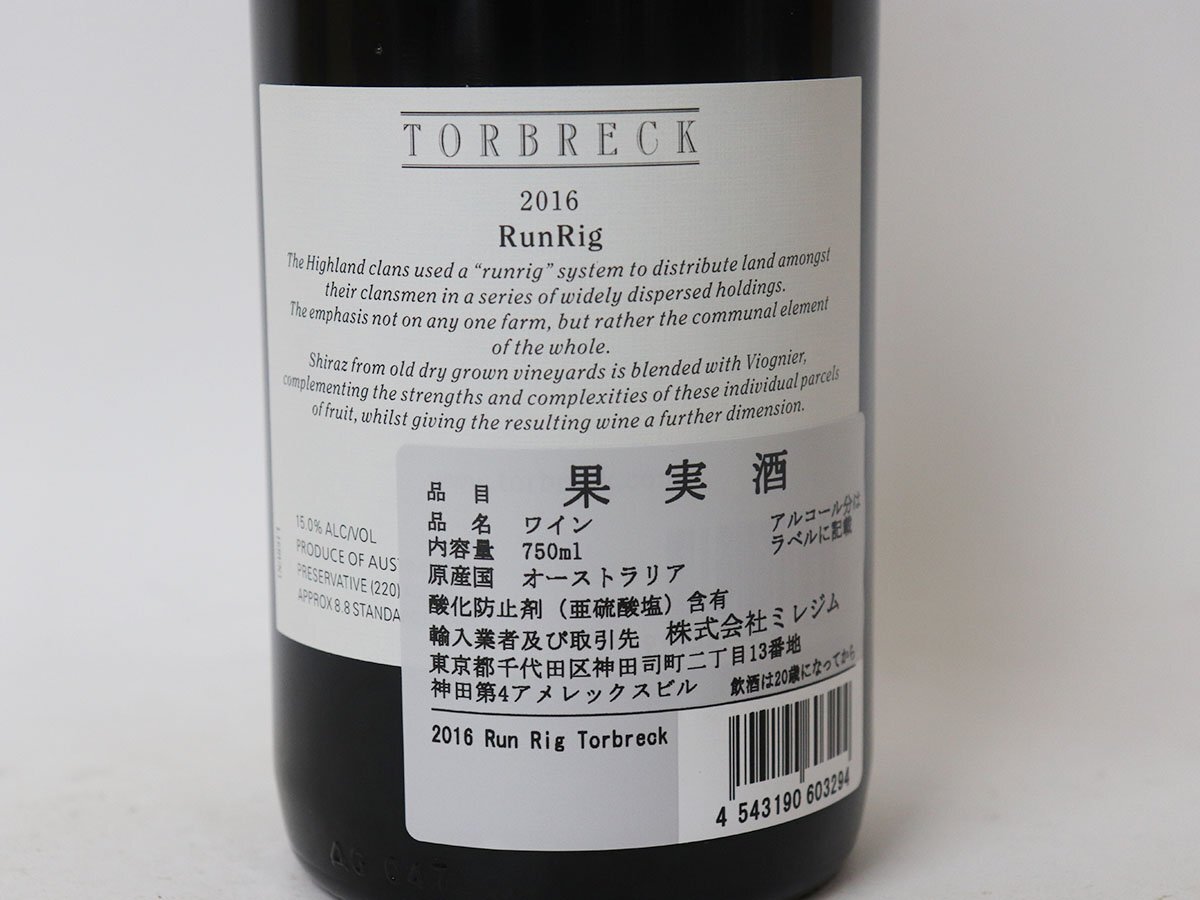 TORBRECK
2016
RunRig
The Highland clans used a “runrig” system to distribute land amongst
their clansmen in a series of widely dispersed holdings.
The emphasis not on any one farm, but rather the communal element
of the whole.
Shiraz from old dry grown vineyards is blended with Viognier,
complementing the strengths and complexities of these individual parcels
of fruit, whilst giving the resulting wine a further dimension.
15.0% ALC/VOL
PRODUCE OF AUST
PRESERVATIVE (220)
APPROX 8.8 STANDA
品目 果実酒
品名 ワイン
アルコール分は
ラベルに記載
内容量 750ml
原産国 オーストラリア
酸化防止剤（亜硫酸塩）含有
輸入業者及び取引先 株式会社ミレジム
東京都千代田区神田司町二丁目13番地
神田第4アメレックスビル 飲酒は20歳になってから
2016 Run Rig Torbreck
4 543190 603294